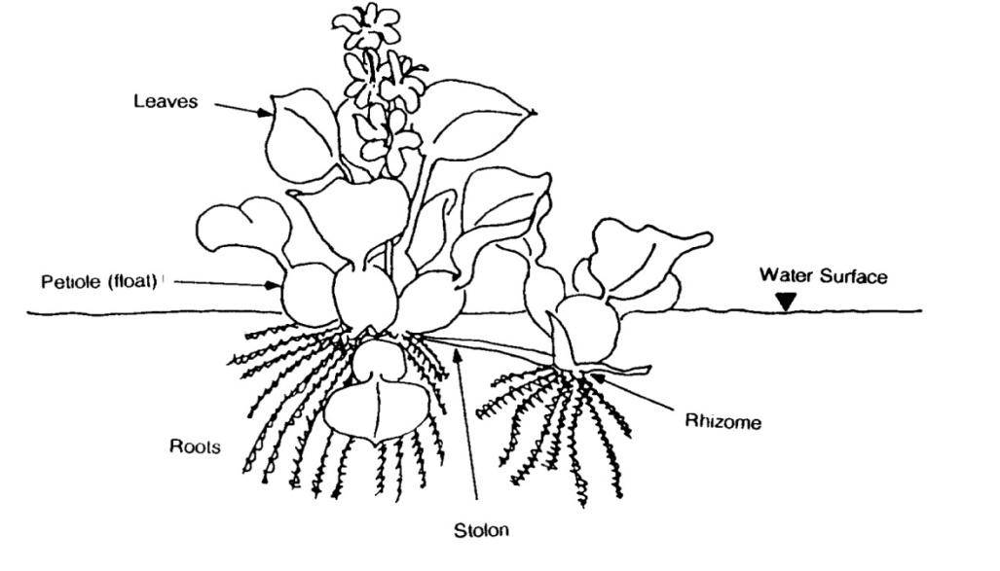 Leaves
Petiole (float)
Water Surface
Rhizome
Roots
Stolon